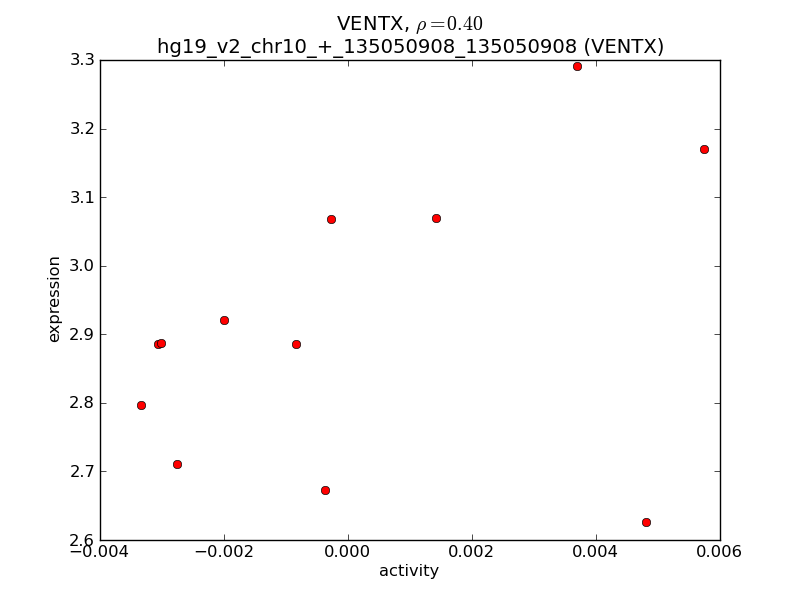 VENTX, ρ = 0.40
hg19_v2_chr10_+_135050908_135050908 (VENTX)
3.3
3.2
3.1
3.0
2.9
2.8
2.7
2.6
expression
−0.004 −0.002 0.000 0.002 0.004 0.006
activity